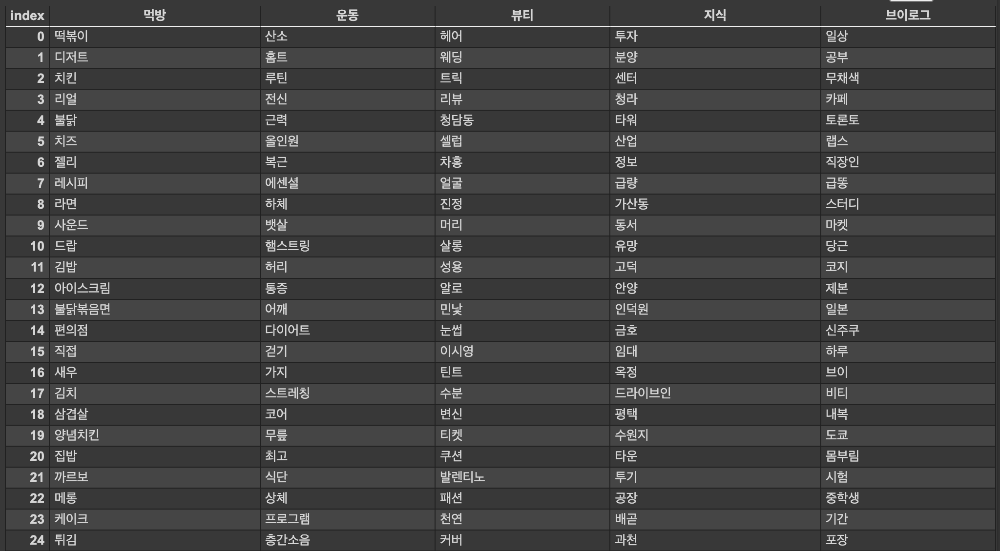 index 먹방 운동 뷰티 지식 브이로그
0 떡볶이 산소 헤어 투자 일상
1 디저트 홈트 웨딩 분양 공부
2 치킨 루틴 트릭 센터 무채색
3 리얼 전신 리뷰 청라 카페
4 불닭 근력 청담동 타워 토론토
5 치즈 올인원 셀럽 산업 랩스
6 젤리 복근 차홍 정보 직장인
7 레시피 에센셜 얼굴 급량 급똥
8 라면 하체 진정 가산동 스터디
9 사운드 뱃살 머리 동서 마켓
10 드랍 햄스트링 살롱 유망 당근
11 김밥 허리 성용 고덕 코지
12 아이스크림 통증 알로 안양 제본
13 불닭볶음면 어깨 민낯 인덕원 일본
14 편의점 다이어트 눈썹 금호 신주쿠
15 직접 걷기 이시영 임대 하루
16 새우 가지 틴트 옥정 브이
17 김치 스트레칭 수분 드라이브인 비티
18 삼겹살 코어 변신 평택 내복
19 양념치킨 무릎 티켓 수원지 도쿄
20 집밥 최고 쿠션 타운 몸부림
21 까르보 식단 발렌티노 투기 시험
22 메롱 상체 패션 공장 중학생
23 케이크 프로그램 천연 배곧 기간
24 튀김 층간소음 커버 과천 포장